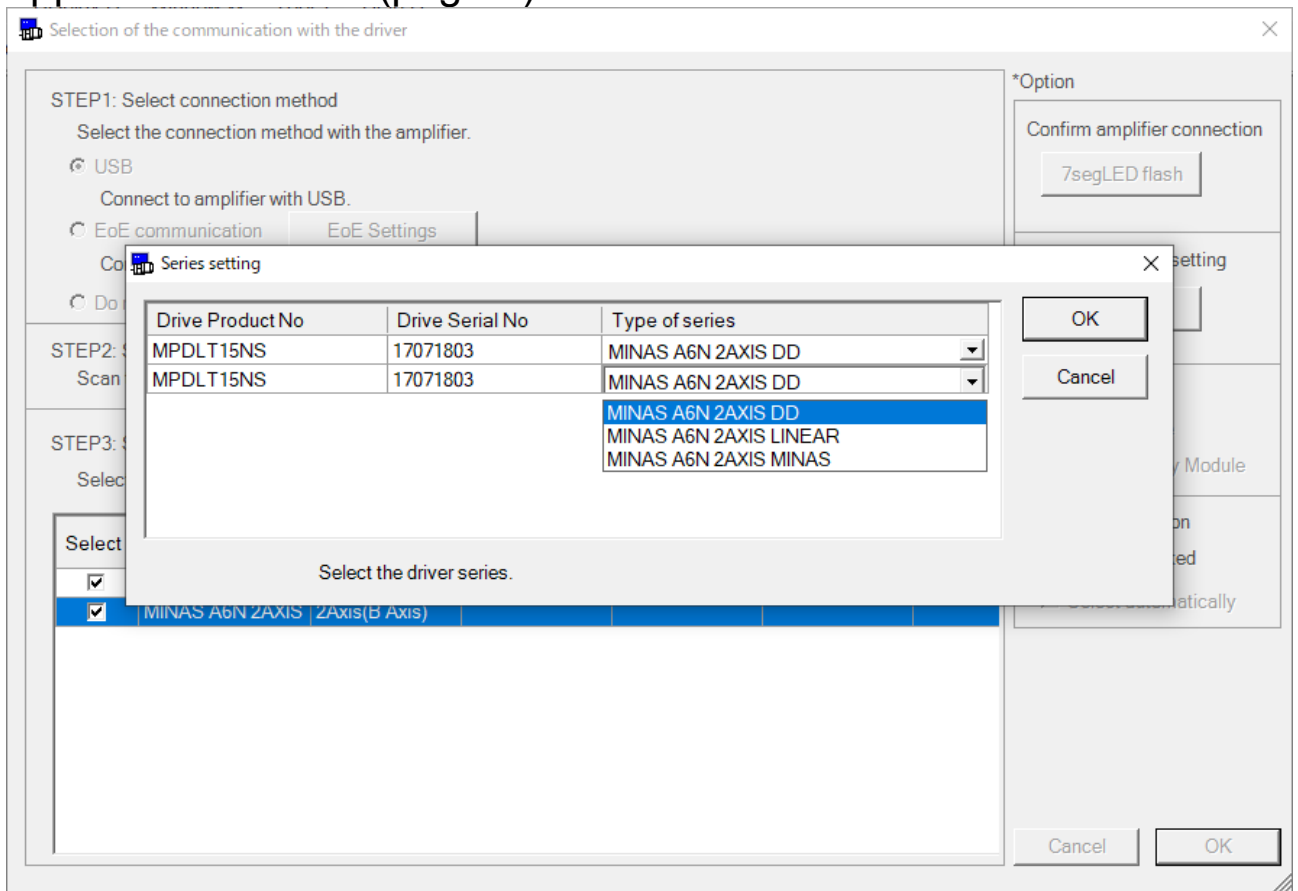 Selection of the communication with the driver
STEP1: Select connection method
Select the connection method with the amplifier.
USB
Connect to amplifier with USB.
EoE communication EoE Settings
*Option
Confirm amplifier connection
7segLED flash
setting
Series setting
Drive Product No Drive Serial No Type of series
MPDLT15NS 17071803 MINAS A6N 2AXIS DD
MPDLT15NS 17071803 MINAS A6N 2AXIS DD
MINAS A6N 2AXIS DD
MINAS A6N 2AXIS LINEAR
MINAS A6N 2AXIS MINAS
OK
Cancel
Select the driver series.
Do
STEP2:
Scan
STEP3:
Selec
Module
Select
MINAS A6N 2AXIS 2Axis(B Axis)
Cancel OK